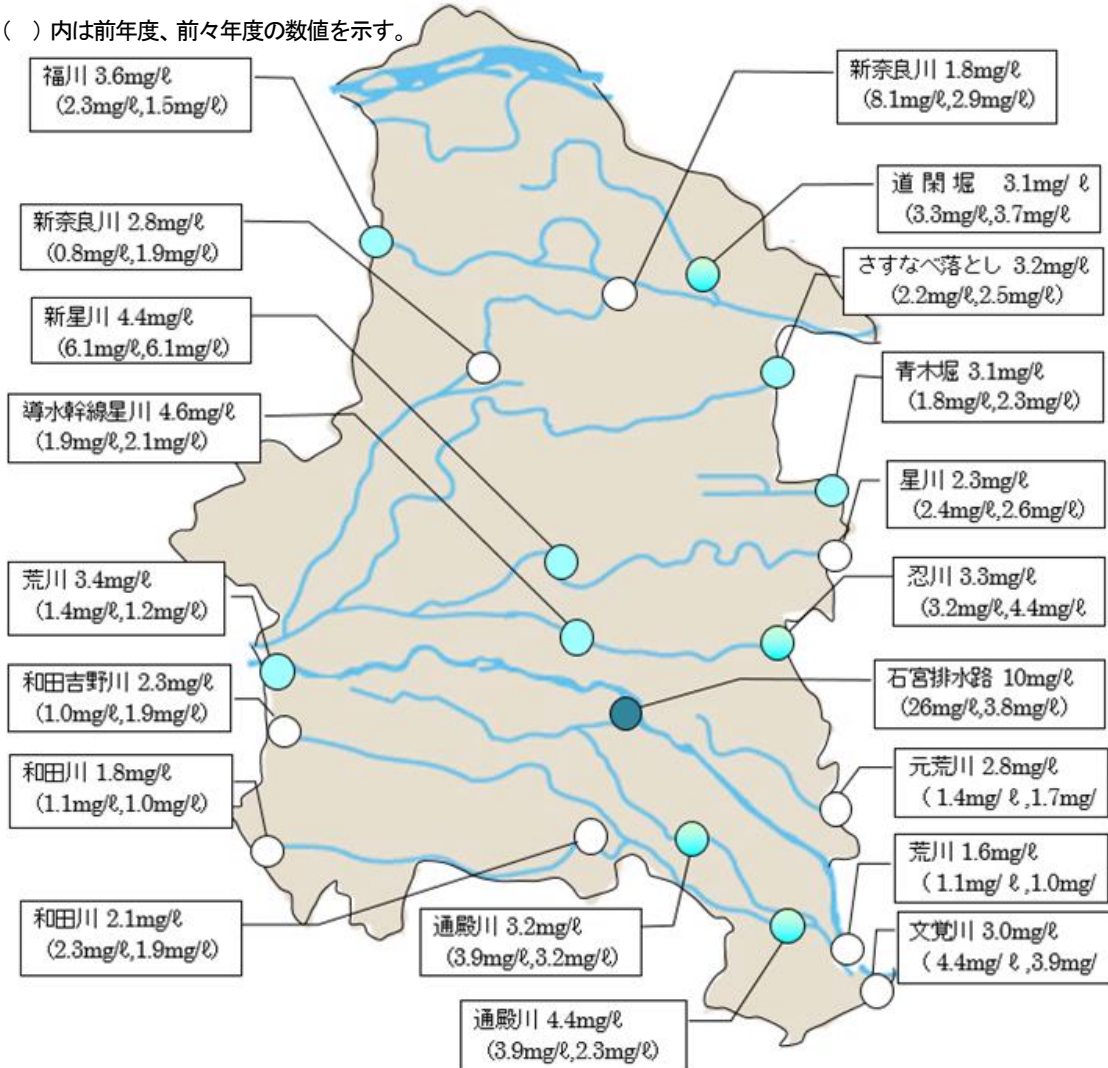 ( ) 内は前年度、前々年度の数値を示す。
福川 3.6mg/ℓ
(2.3mg/ℓ,1.5mg/ℓ)
新奈良川 1.8mg/ℓ
(8.1mg/ℓ,2.9mg/ℓ)
道閑堀 3.1mg/ ℓ
(3.3mg/ℓ,3.7mg/ℓ
新奈良川 2.8mg/ℓ
(0.8mg/ℓ,1.9mg/ℓ)
さすなべ落とし 3.2mg/ℓ
(2.2mg/ℓ,2.5mg/ℓ)
新星川 4.4mg/ℓ
(6.1mg/ℓ,6.1mg/ℓ)
青木堀 3.1mg/ℓ
(1.8mg/ℓ,2.3mg/ℓ)
導水幹線星川 4.6mg/ℓ
(1.9mg/ℓ,2.1mg/ℓ)
星川 2.3mg/ℓ
(2.4mg/ℓ,2.6mg/ℓ)
荒川 3.4mg/ℓ
(1.4mg/ℓ,1.2mg/ℓ)
忍川 3.3mg/ℓ
(3.2mg/ℓ,4.4mg/ℓ
和田吉野川 2.3mg/ℓ
(1.0mg/ℓ,1.9mg/ℓ)
石宮排水路 10mg/ℓ
(26mg/ℓ,3.8mg/ℓ)
和田川 1.8mg/ℓ
(1.1mg/ℓ,1.0mg/ℓ)
元荒川 2.8mg/ℓ
( 1.4mg/ ℓ ,1.7mg/
荒川 1.6mg/ℓ
( 1.1mg/ ℓ ,1.0mg/
和田川 2.1mg/ℓ
(2.3mg/ℓ,1.9mg/ℓ)
通殿川 3.2mg/ℓ
(3.9mg/ℓ,3.2mg/ℓ)
文覚川 3.0mg/ℓ
( 4.4mg/ ℓ ,3.9mg/
通殿川 4.4mg/ℓ
(3.9mg/ℓ,2.3mg/ℓ)